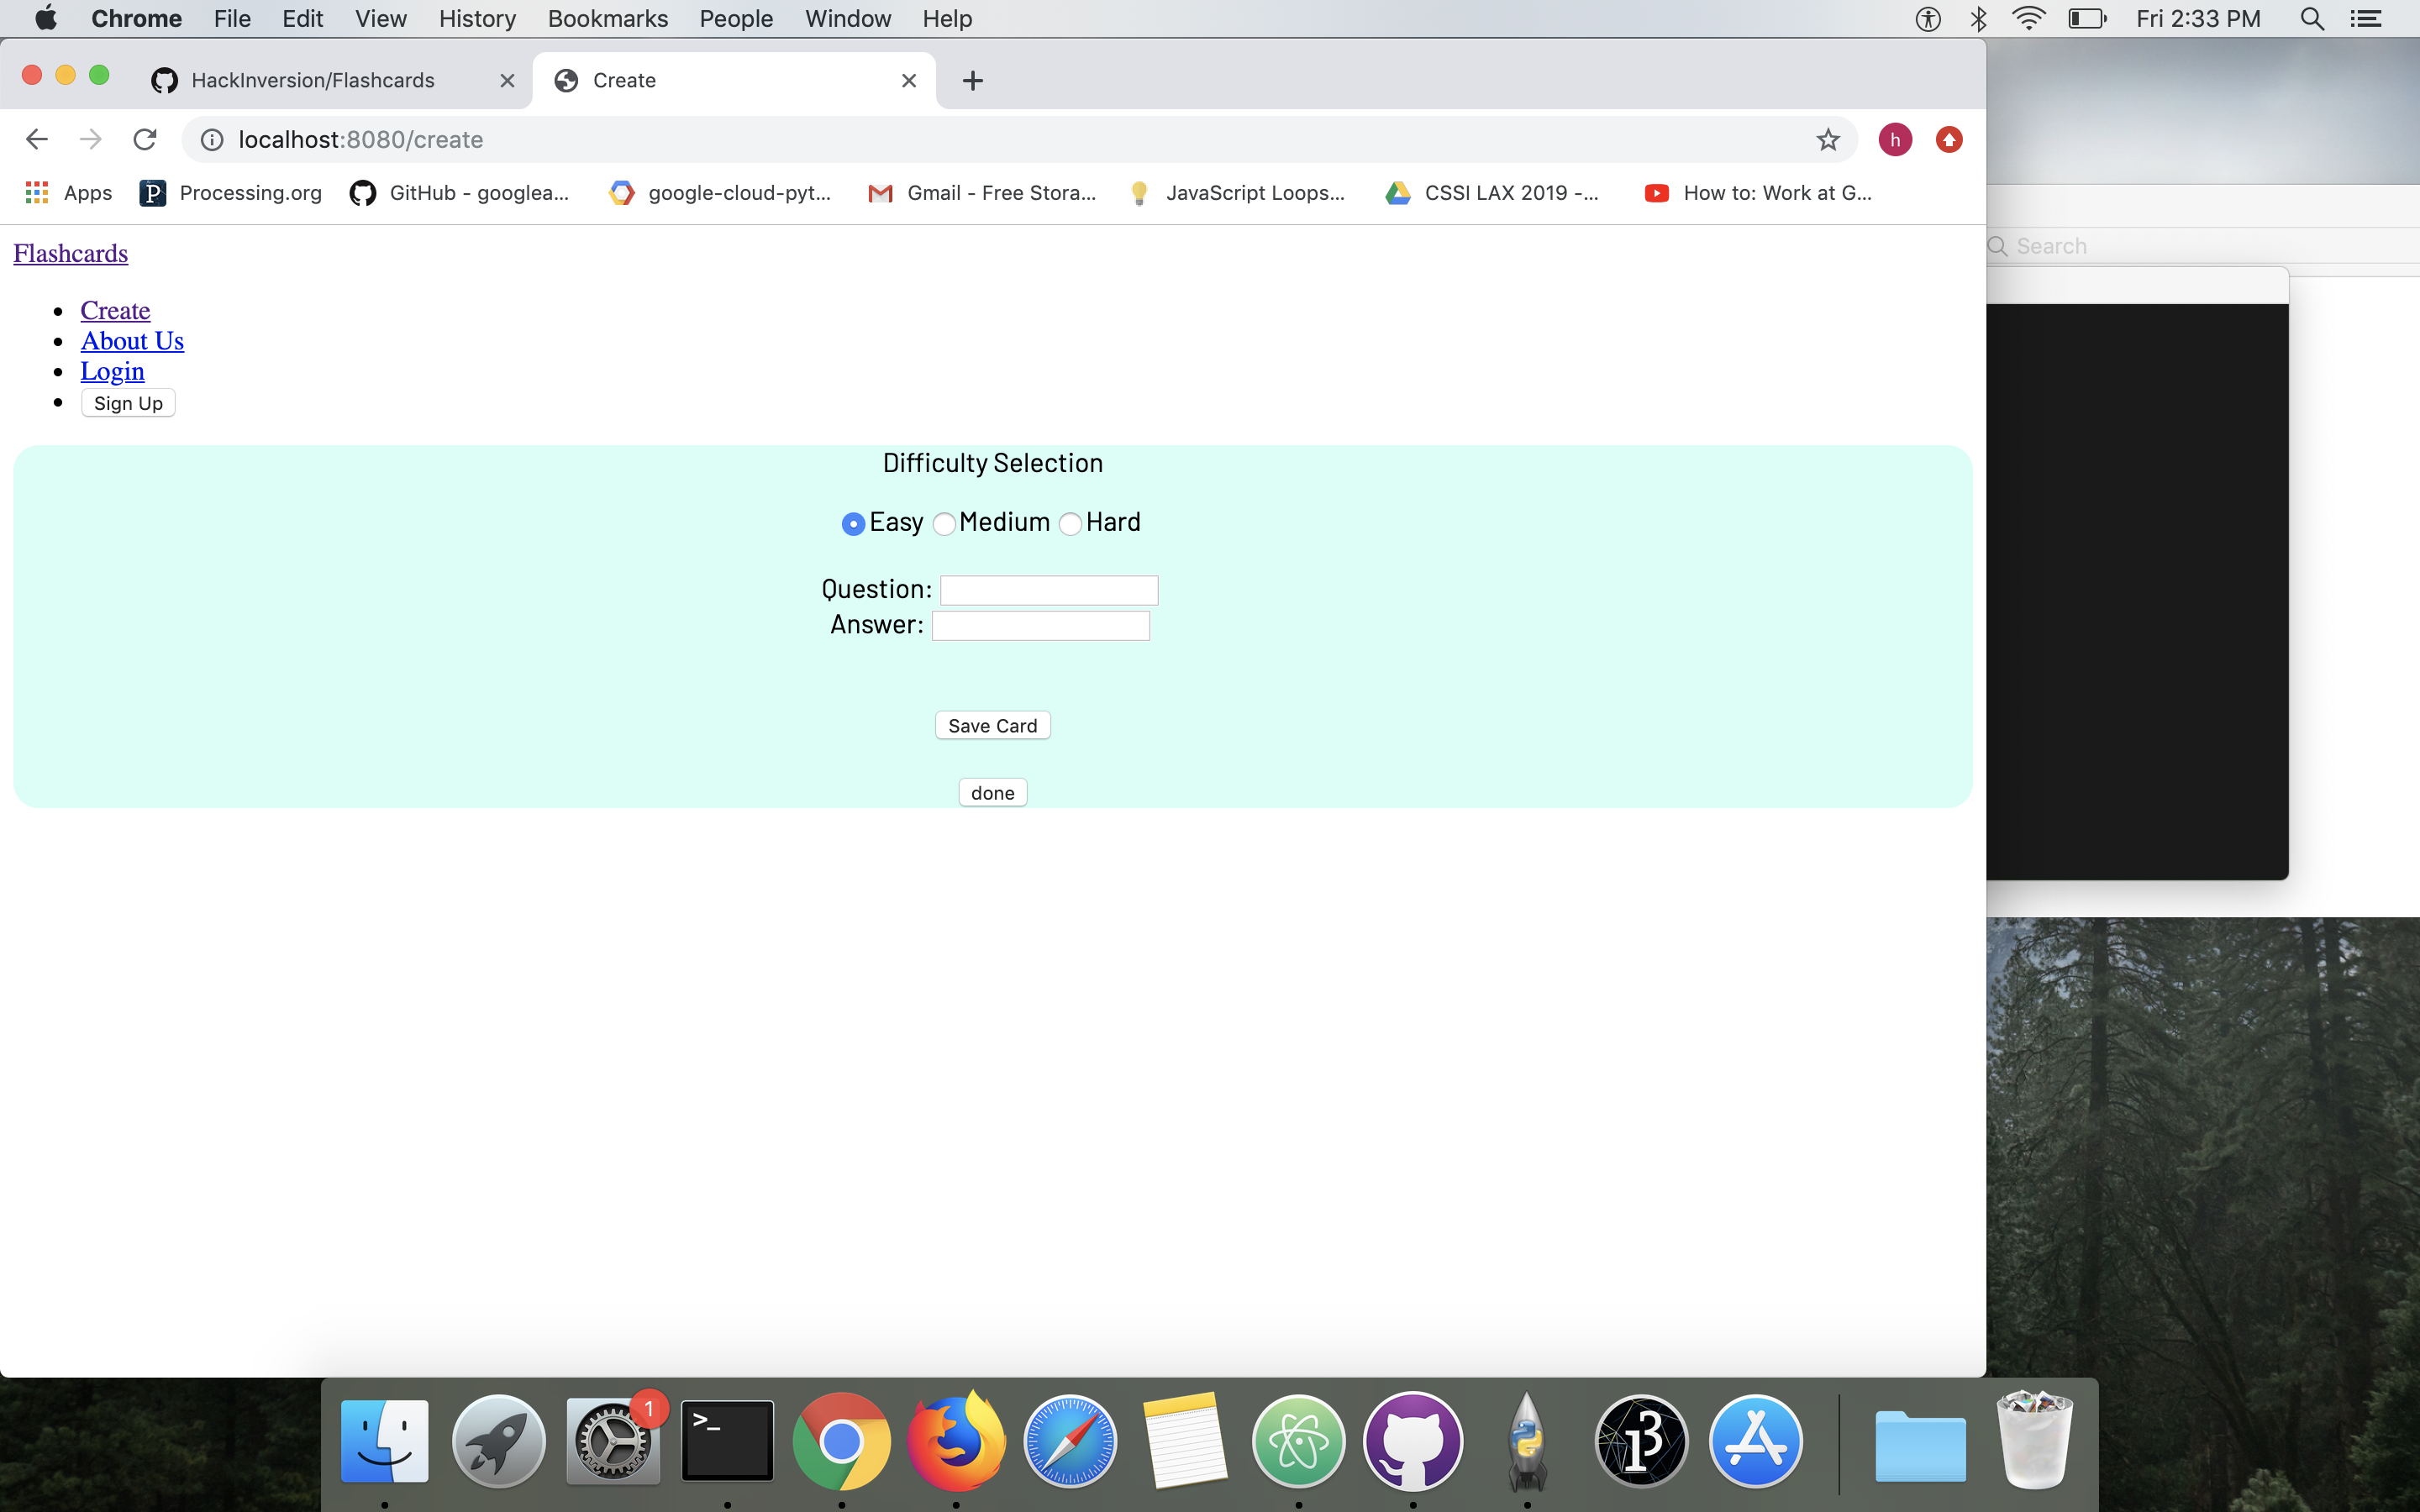 Chrome File Edit View History Bookmarks People Window Help Fri 2:33 PM
HackInversion/Flashcards Create
localhost:8080/create h
Apps Processing.org GitHub - googlea... google-cloud-pyt... Gmail - Free Stora... JavaScript Loops... CSSI LAX 2019 -... How to: Work at G...
Search
Flashcards
Create
About Us
Login
Sign Up
Difficulty Selection
Easy Medium Hard
Question:
Answer:
Save Card
done
1
>_